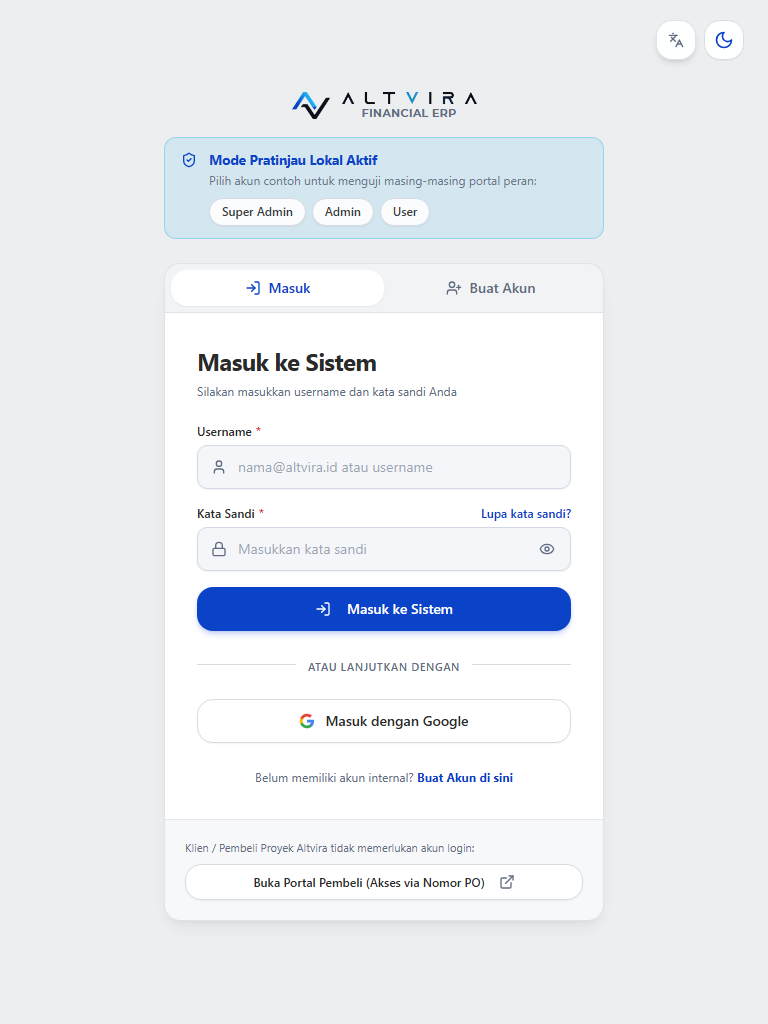 ALTVIRA
FINANCIAL ERP
Mode Pratinjau Lokal Aktif
Pilih akun contoh untuk menguji masing-masing portal peran:
Super Admin
Admin
User
Masuk
Buat Akun
Masuk ke Sistem
Silakan masukkan username dan kata sandi Anda
Username *
nama@altvira.id atau username
Kata Sandi *
Lupa kata sandi?
Masukkan kata sandi
Masuk ke Sistem
ATAU LANJUTKAN DENGAN
Masuk dengan Google
Belum memiliki akun internal? Buat Akun di sini
Klien / Pembeli Proyek Altvira tidak memerlukan akun login:
Buka Portal Pembeli (Akses via Nomor PO)